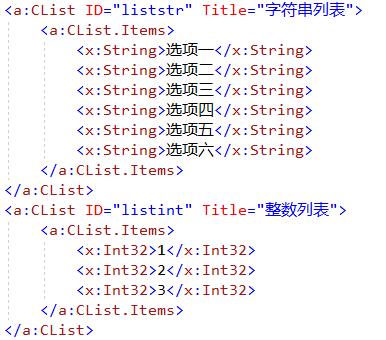 <a:CList ID="liststr" Title="字符串列表">
    <a:CList.Items>
        <x:String>选项一</x:String>
        <x:String>选项二</x:String>
        <x:String>选项三</x:String>
        <x:String>选项四</x:String>
        <x:String>选项五</x:String>
        <x:String>选项六</x:String>
    </a:CList.Items>
</a:CList>
<a:CList ID="listint" Title="整数列表">
    <a:CList.Items>
        <x:Int32>1</x:Int32>
        <x:Int32>2</x:Int32>
        <x:Int32>3</x:Int32>
    </a:CList.Items>
</a:CList>